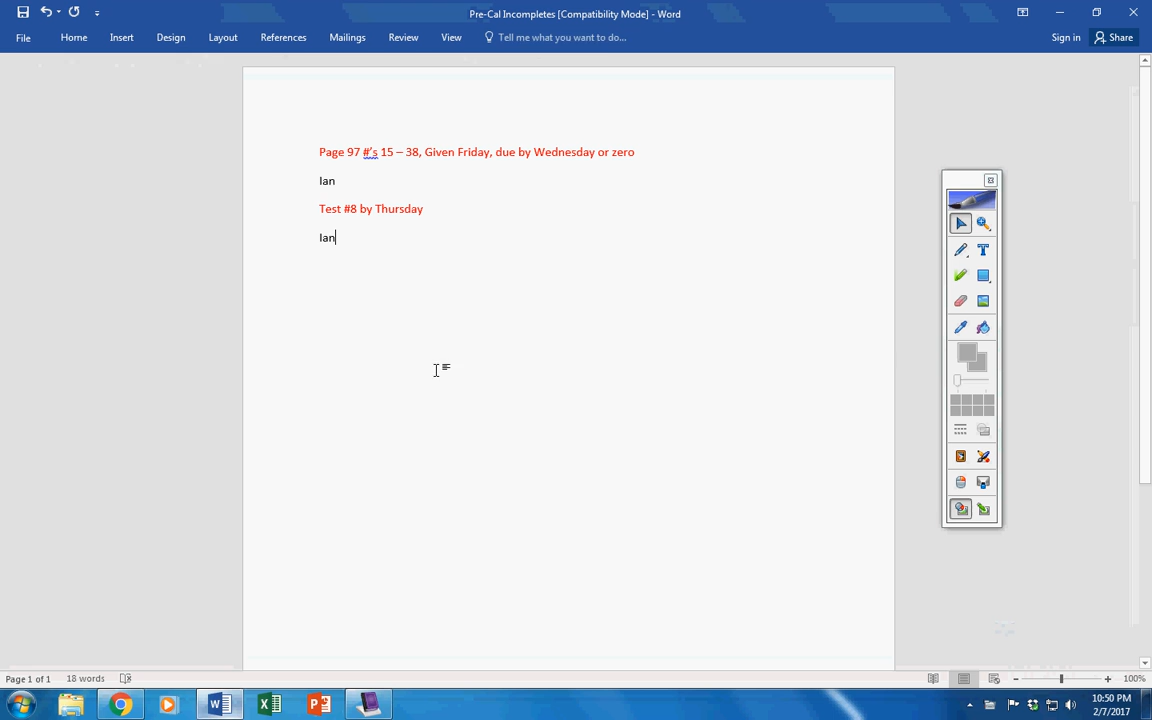 Pre-Cal Incompletes [Compatibility Mode] - Word
File Home Insert Design Layout References Mailings Review View Tell me what you want to do... Sign in Share
Page 97 #'s 15 – 38, Given Friday, due by Wednesday or zero
Ian
Test #8 by Thursday
Ian
T
Page 1 of 1 18 words 100%
10:50 PM
2/7/2017